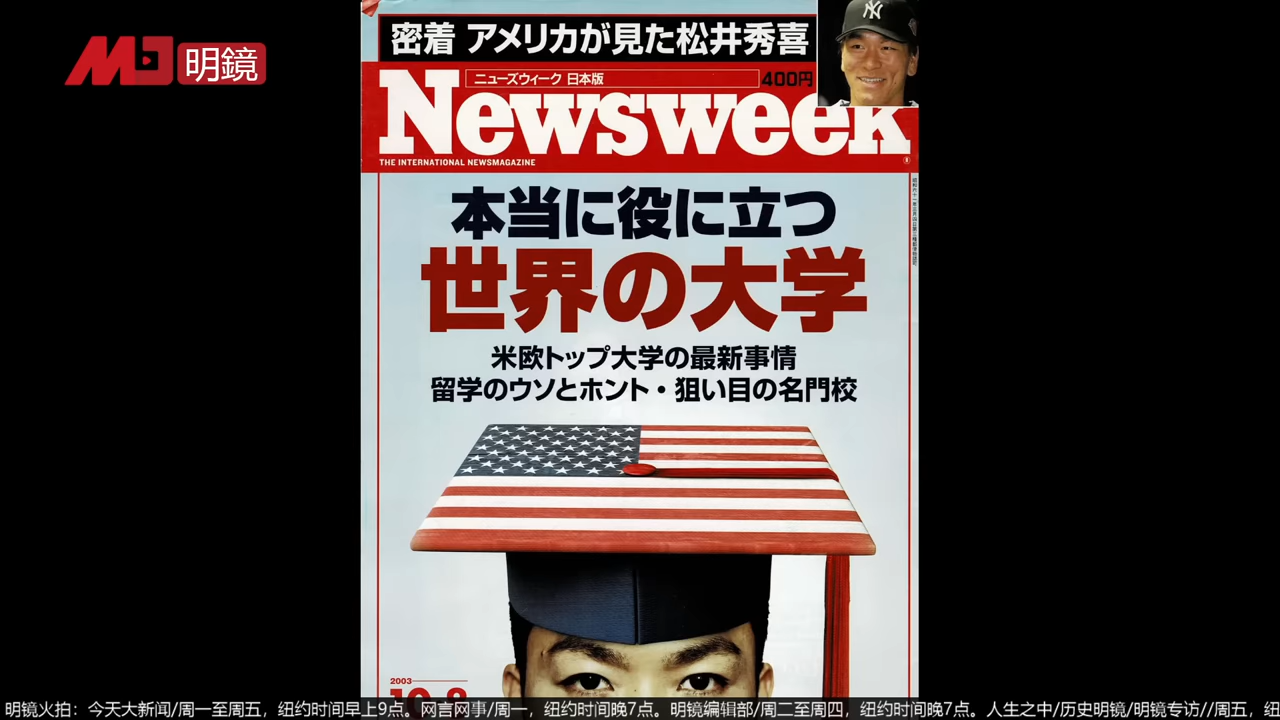 密着 アメリカが見た松井秀喜
NY
明鏡
ニューズウィーク 日本版
400円
Newsweek
THE INTERNATIONAL NEWSMAGAZINE
本当に役に立つ
世界の大学
米欧トップ大学の最新事情
留学のウソとホント・狙い目の名門校
2003
10.8
明镜火拍：今天大新闻/周一至周五，纽约时间早上9点。网言网事/周一，纽约时间晚7点。明镜编辑部/周二至周四，纽约时间晚7点。人生之中/历史明镜/明镜专访//周五，纽